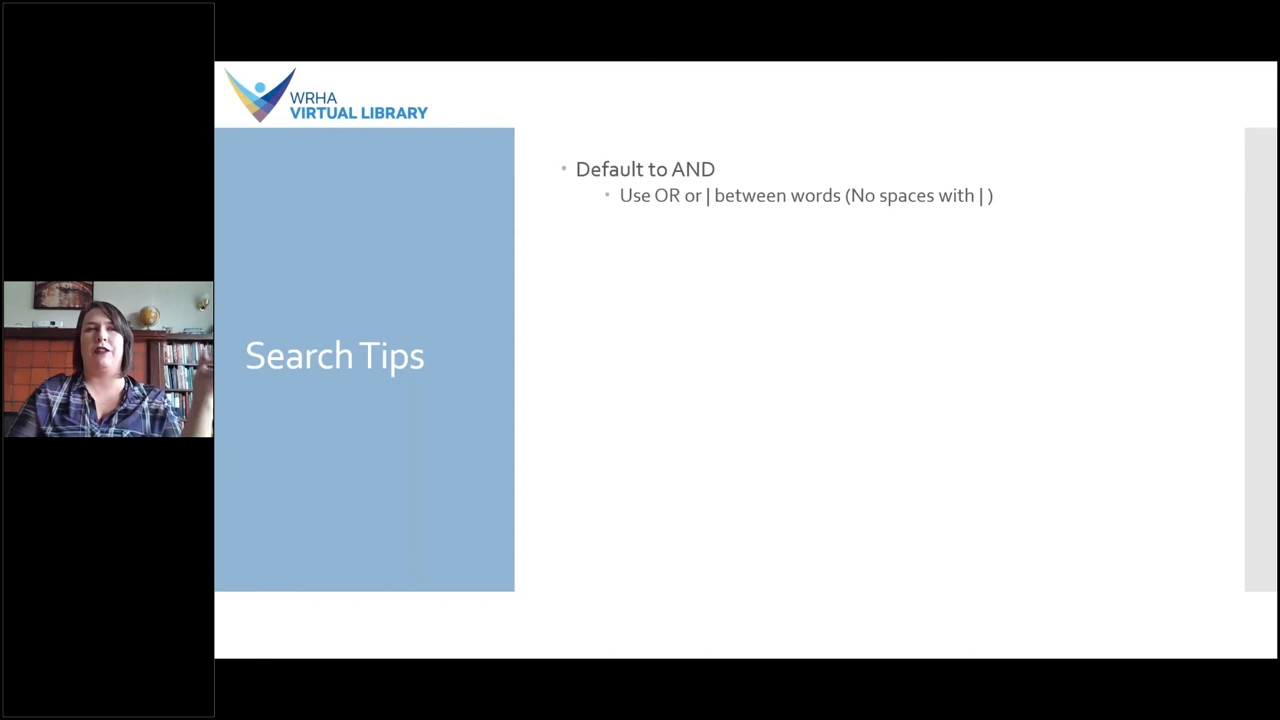 WRHA
VIRTUAL LIBRARY
Search Tips
• Default to AND
• Use OR or | between words (No spaces with | )